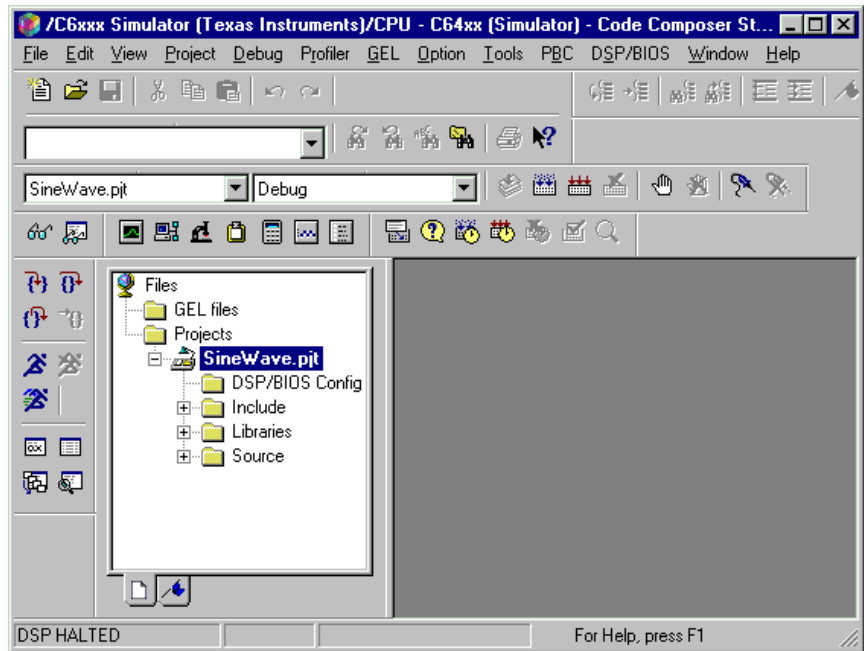 /C6xxx Simulator (Texas Instruments)/CPU - C64xx (Simulator) - Code Composer St...
File Edit View Project Debug Profiler GEL Option Tools PBC DSP/BIOS Window Help
SineWave.pjt Debug
Files
GEL files
Projects
SineWave.pjt
DSP/BIOS Config
Include
Libraries
Source
DSP HALTED For Help, press F1